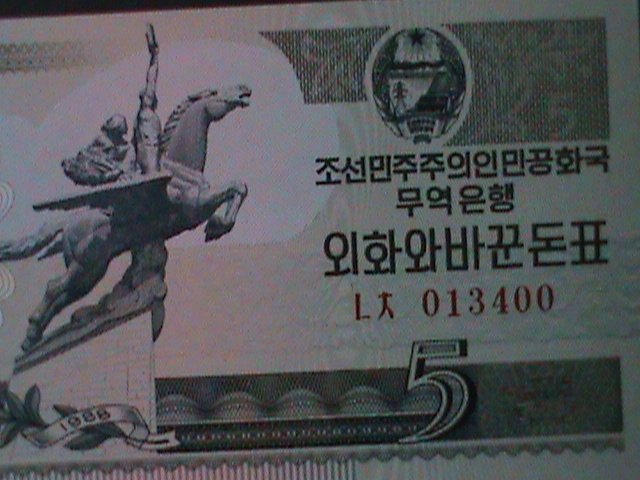 조선민주주의인민공화국
무역은행
외화와바꾼돈표
ㄴㅊ 013400
5
1988